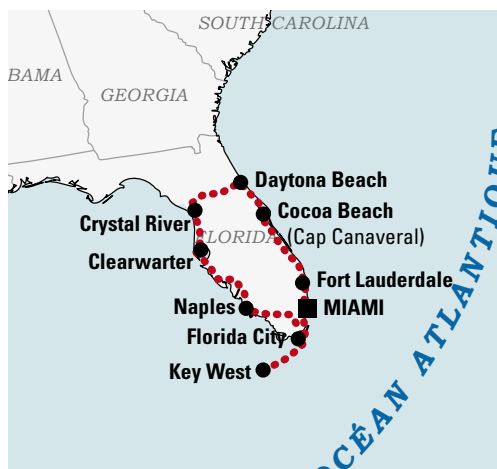 SOUTH CAROLINA
BAMA
GEORGIA
Daytona Beach
Crystal River
Cocoa Beach
FLORIDA
(Cap Canaveral)
Clearwarter
Fort Lauderdale
Naples
MIAMI
Florida City
Key West
OCÉAN ATLANTIQUE